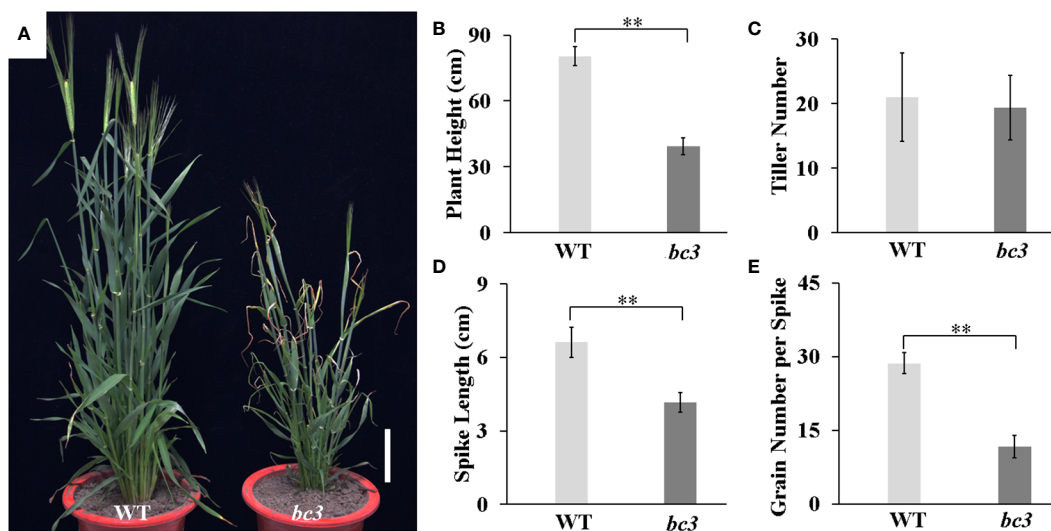 A
WT
bc3
B
Plant Height (cm)
90
60
30
0
**
WT
bc3
C
Tiller Number
30
20
10
0
WT
bc3
D
Spike Length (cm)
9
6
3
0
**
WT
bc3
E
Grain Number per Spike
45
30
15
0
**
WT
bc3